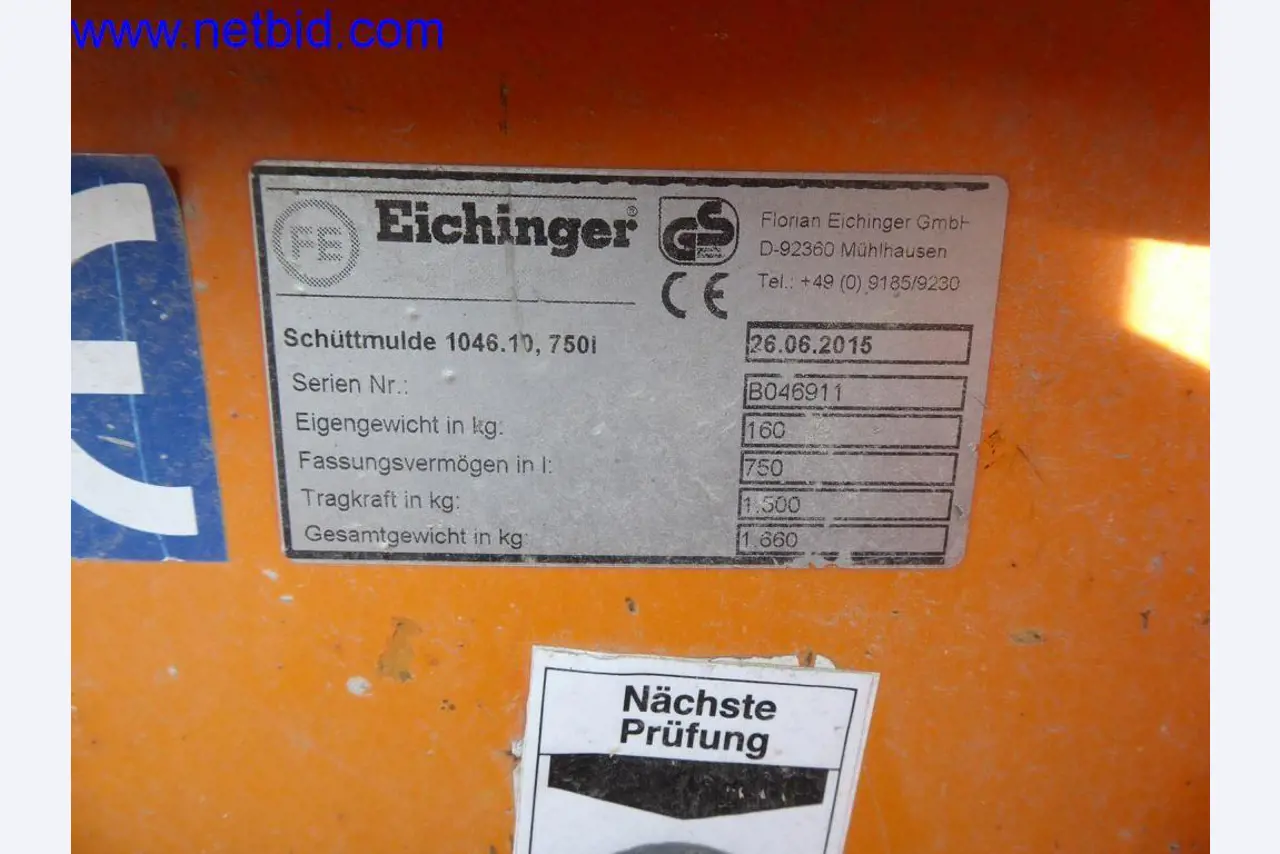 www.netbid.com
FE
Eichinger®
GS
CE
Florian Eichinger GmbH
D-92360 Mühlhausen
Tel.: +49 (0) 9185/9230
Schüttmulde 1046.10, 750l
26.06.2015
Serien Nr.:
B046911
Eigengewicht in kg:
160
Fassungsvermögen in l:
750
Tragkraft in kg:
1.500
Gesamtgewicht in kg:
1.660
Nächste
Prüfung